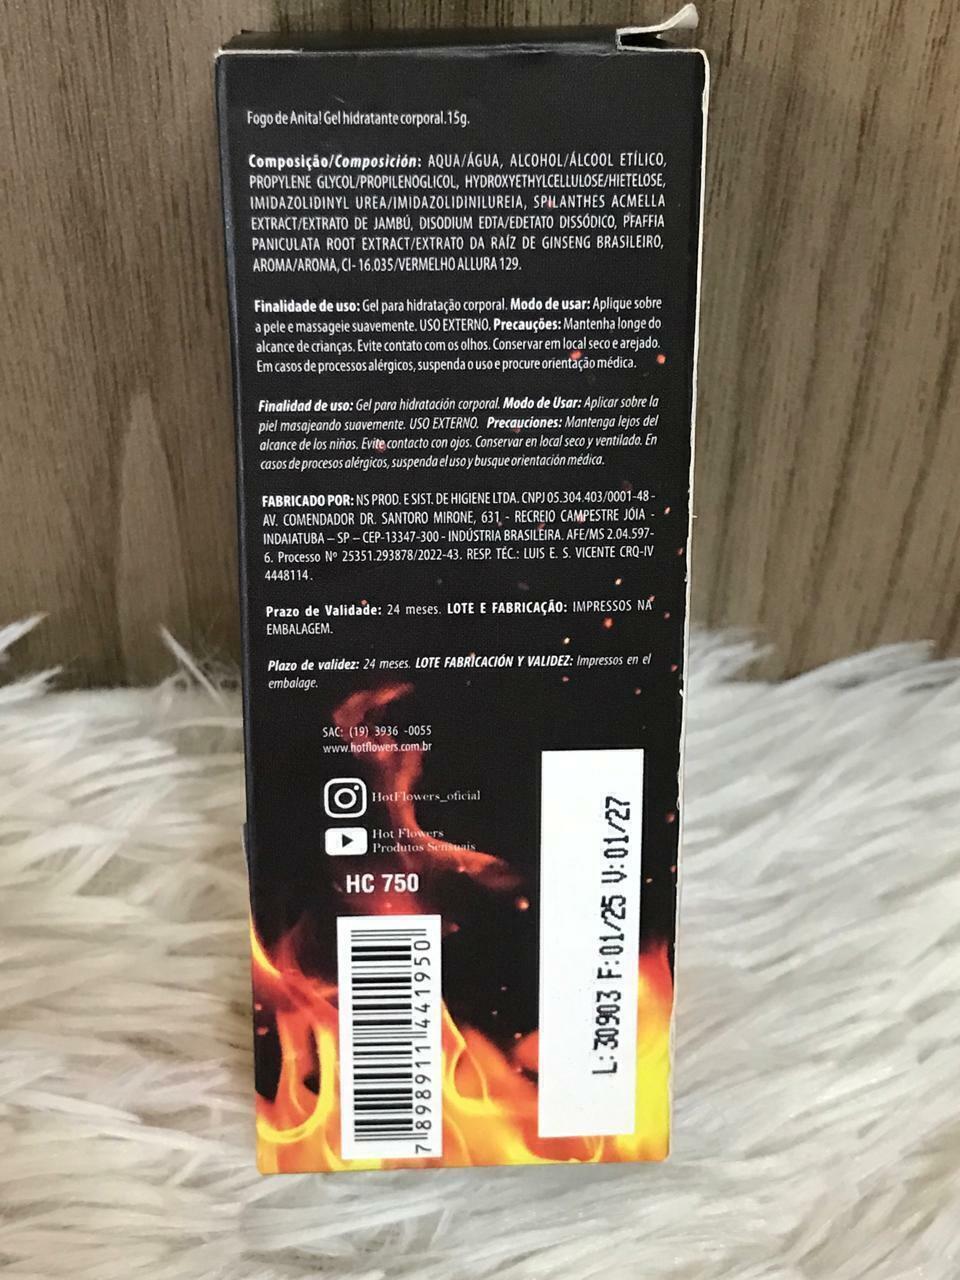 Fogo de Anita! Gel hidratante corporal.15g.
Composição/Composición: AQUA/ÁGUA, ALCOHOL/ÁLCOOL ETÍLICO,
PROPYLENE GLYCOL/PROPILENOGLICOL, HYDROXYETHYLCELLULOSE/HIETELOSE,
IMIDAZOLIDINYL UREA/IMIDAZOLIDINILUREIA, SPILANTHES ACMELLA
EXTRACT/EXTRATO DE JAMBÚ, DISODIUM EDTA/EDETATO DISSÓDICO, PFAFFIA
PANICULATA ROOT EXTRACT/EXTRATO DA RAÍZ DE GINSENG BRASILEIRO,
AROMA/AROMA, CI- 16.035/VERMELHO ALLURA 129.
Finalidade de uso: Gel para hidratação corporal. Modo de usar: Aplique sobre
a pele e massageie suavemente. USO EXTERNO. Precauções: Mantenha longe do
alcance de crianças. Evite contato com os olhos. Conservar em local seco e arejado.
Em casos de processos alérgicos, suspenda o uso e procure orientação médica.
Finalidad de uso: Gel para hidratación corporal. Modo de Usar: Aplicar sobre la
piel masajeando suavemente. USO EXTERNO. Precauciones: Mantenga lejos del
alcance de los niños. Evite contacto con ojos. Conservar en local seco y ventilado. En
casos de procesos alérgicos, suspenda el uso y busque orientación médica.
FABRICADO POR: NS PROD. E SIST. DE HIGIENE LTDA. CNPJ 05.304.403/0001-48 -
AV. COMENDADOR DR. SANTORO MIRONE, 631 - RECREIO CAMPESTRE JÓIA -
INDAIATUBA – SP – CEP-13347-300 - INDÚSTRIA BRASILEIRA. AFE/MS 2.04.597-
6. Processo Nº 25351.293878/2022-43. RESP. TÉC.: LUIS E. S. VICENTE CRQ-IV
4448114.
Prazo de Validade: 24 meses. LOTE E FABRICAÇÃO: IMPRESSOS NA
EMBALAGEM.
Plazo de validez: 24 meses. LOTE FABRICACIÓN Y VALIDEZ: Impressos en el
embalage.
SAC: (19) 3936 -0055
www.hotflowers.com.br
HotFlowers_oficial
Hot Flowers
Produtos Sensuais
HC 750
7 898911 441950
L:30903 F:01/25 V:01/27